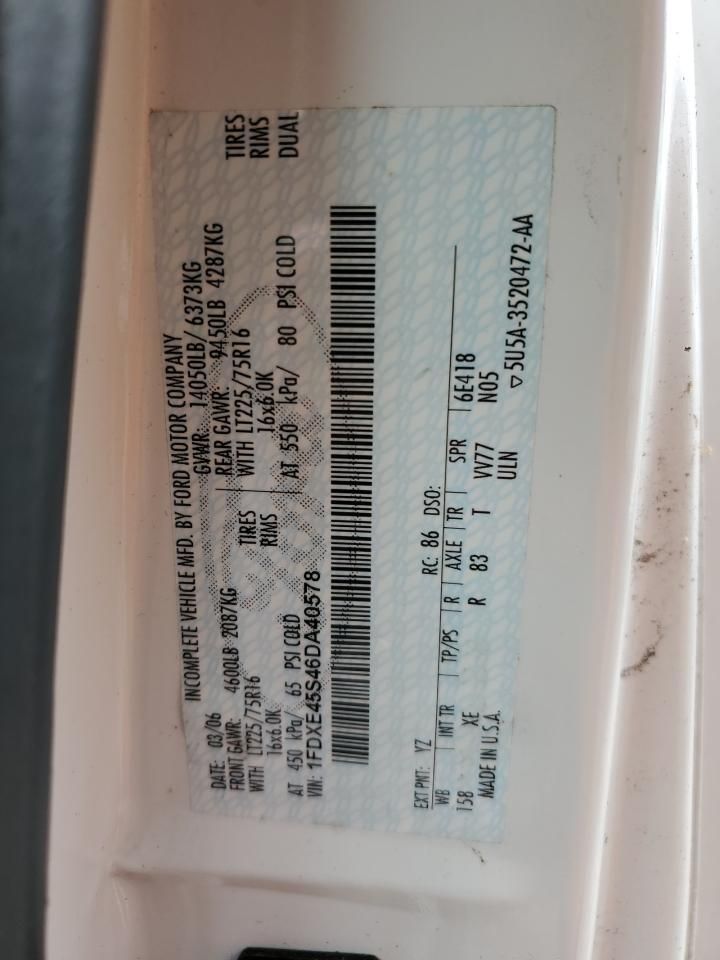 INCOMPLETE VEHICLE MFD. BY FORD MOTOR COMPANY
DATE: 03/06 GVWR: 14050LB/ 6373KG
FRONT GAWR: 4600LB 2087KG REAR GAWR: 9450LB 4287KG
WITH LT225/75R16 TIRES WITH LT225/75R16 TIRES
16x6.0K RIMS 16x6.0K RIMS
AT 450 kPa/ 65 PSI COLD AT 550 kPa/ 80 PSI COLD DUAL
VIN: 1FDXE45S46DA40578
EXT PNT: YZ RC: 86 DSO:
WB INT TR TP/PS R AXLE TR SPR 16E418
158 XE R 83 T VV77 N05
MADE IN U.S.A. ULN
▽5U5A-3520472-AA